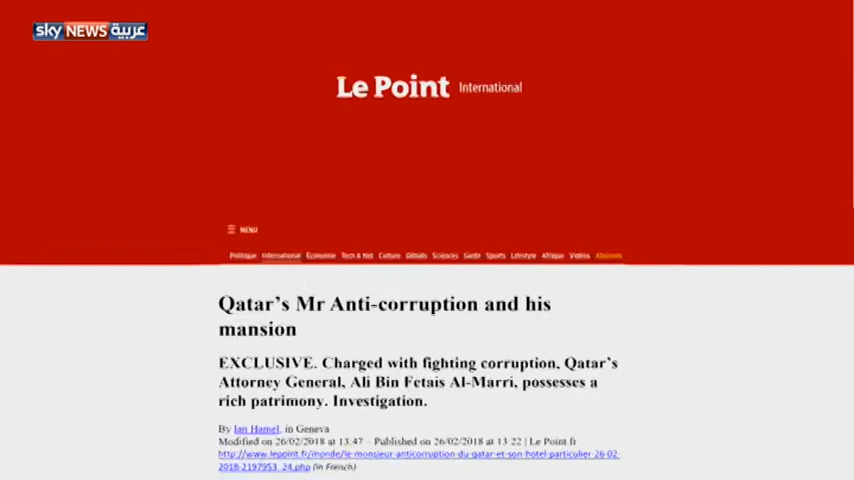 sky NEWS عربية
Le Point International
MENU
Politique International Économie Tech & Net Culture Débats Sciences Santé Sports Lifestyle Afrique Vidéos Abonnés
Qatar's Mr Anti-corruption and his
mansion
EXCLUSIVE. Charged with fighting corruption, Qatar's
Attorney General, Ali Bin Fetais Al-Marri, possesses a
rich patrimony. Investigation.
By Ian Hamel, in Geneva
Modified on 26/02/2018 at 13:47 – Published on 26/02/2018 at 13:22 | Le Point.fr
http://www.lepoint.fr/monde/le-monsieur-anticorruption-du-qatar-et-son-hotel-particulier-26-02-
2018-2197953_24.php (in French)